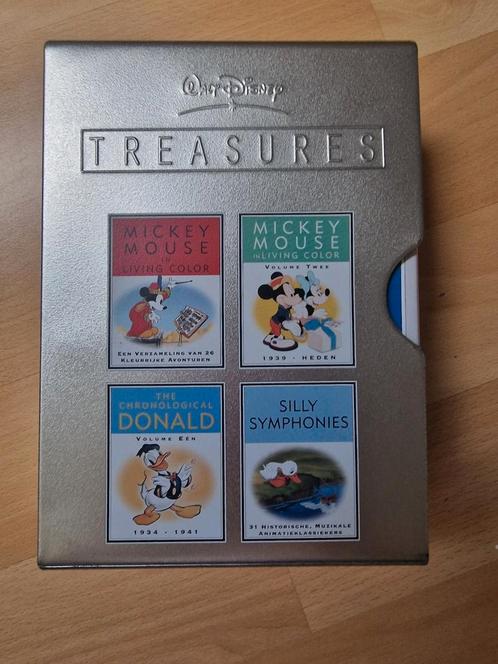 Walt Disney
TREASURES
MICKEY
MOUSE
IN
LIVING COLOR
EEN VERZAMELING VAN 26
KLEURRIJKE AVONTUREN
MICKEY
MOUSE
IN LIVING COLOR
VOLUME TWEE
1939 - HEDEN
THE
CHRONOLOGICAL
DONALD
VOLUME EÉN
1934 - 1941
SILLY
SYMPHONIES
31 HISTORISCHE, MUZIKALE
ANIMATIEKLASSIEKERS